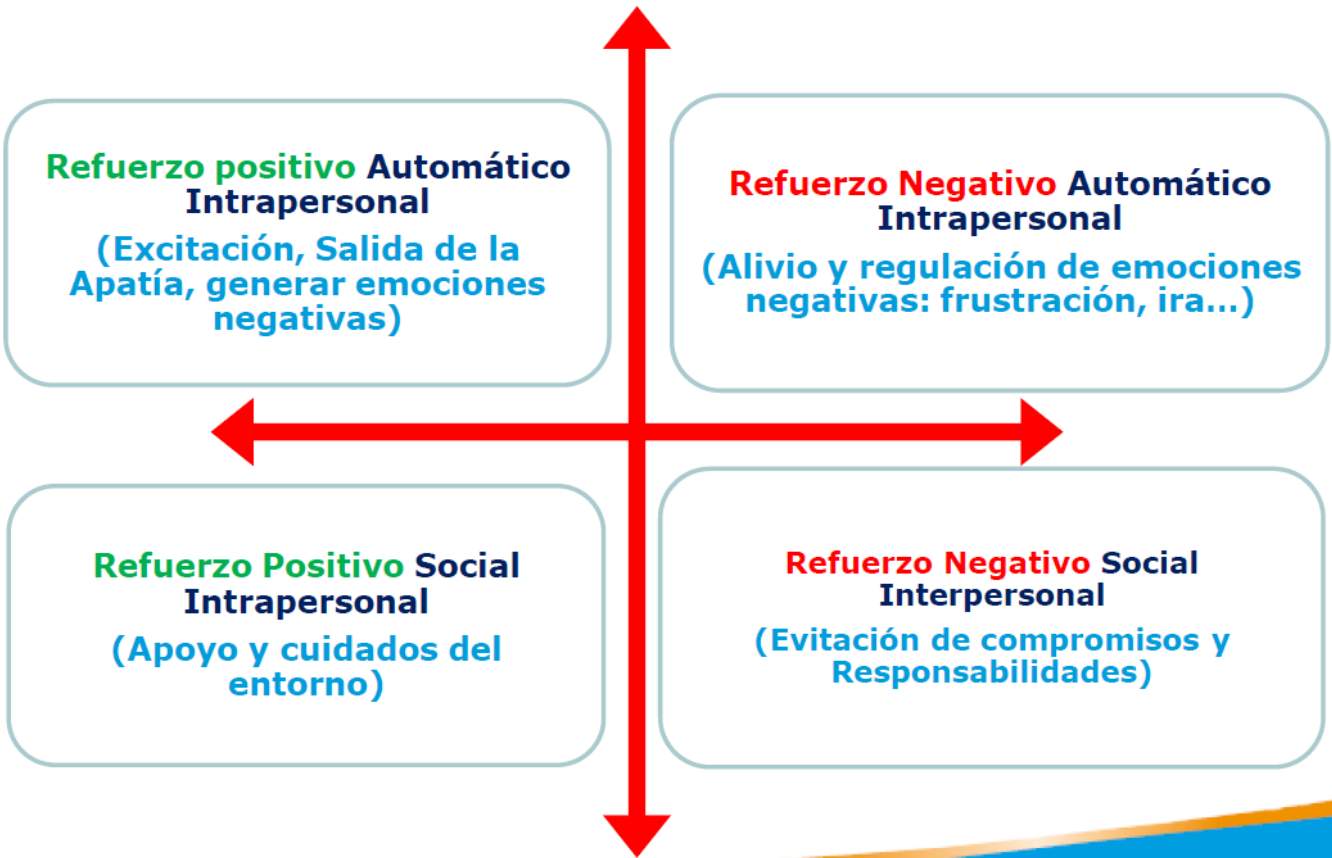 Refuerzo positivo Automático
Intrapersonal
(Excitación, Salida de la
Apatía, generar emociones
negativas)
Refuerzo Negativo Automático
Intrapersonal
(Alivio y regulación de emociones
negativas: frustración, ira...)
Refuerzo Positivo Social
Intrapersonal
(Apoyo y cuidados del
entorno)
Refuerzo Negativo Social
Interpersonal
(Evitación de compromisos y
Responsabilidades)